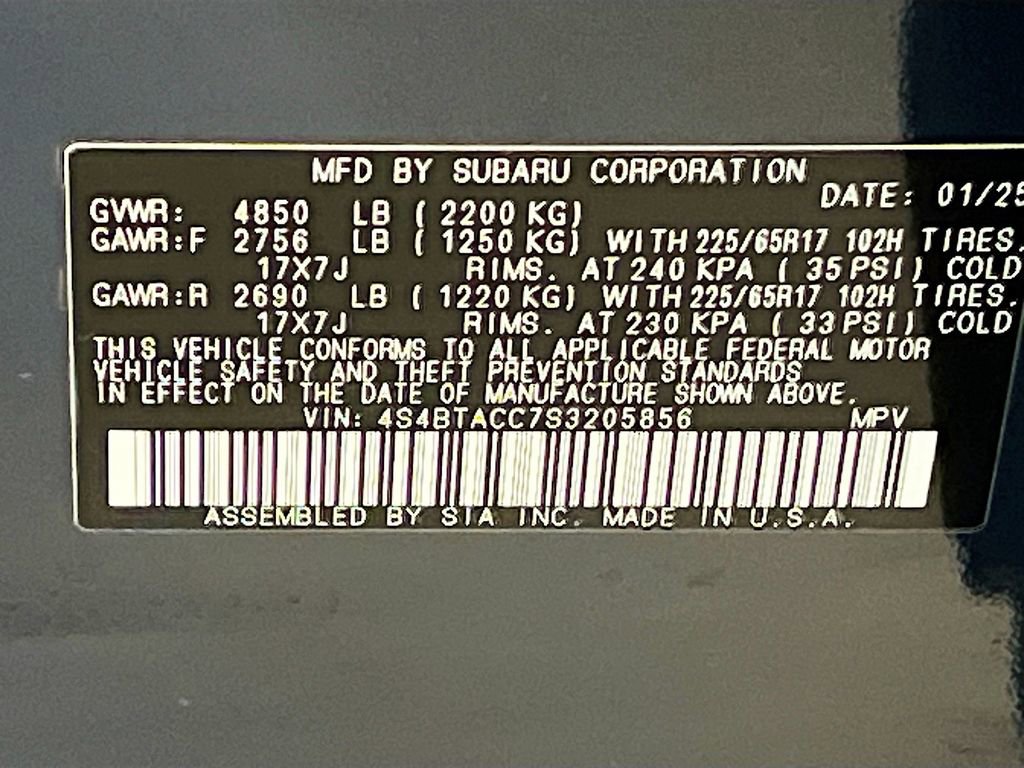 MFD BY SUBARU CORPORATION
DATE: 01/25
GVWR: 4850 LB (2200 KG)
GAWR:F 2756 LB (1250 KG) WITH 225/65R17 102H TIRES.
17X7J RIMS. AT 240 KPA (35 PSI) COLD
GAWR:R 2690 LB (1220 KG) WITH 225/65R17 102H TIRES.
17X7J RIMS. AT 230 KPA (33 PSI) COLD
THIS VEHICLE CONFORMS TO ALL APPLICABLE FEDERAL MOTOR
VEHICLE SAFETY AND THEFT PREVENTION STANDARDS
IN EFFECT ON THE DATE OF MANUFACTURE SHOWN ABOVE.
VIN: 4S4BTACC7S3205856 MPV
ASSEMBLED BY SIA INC. MADE IN U.S.A.